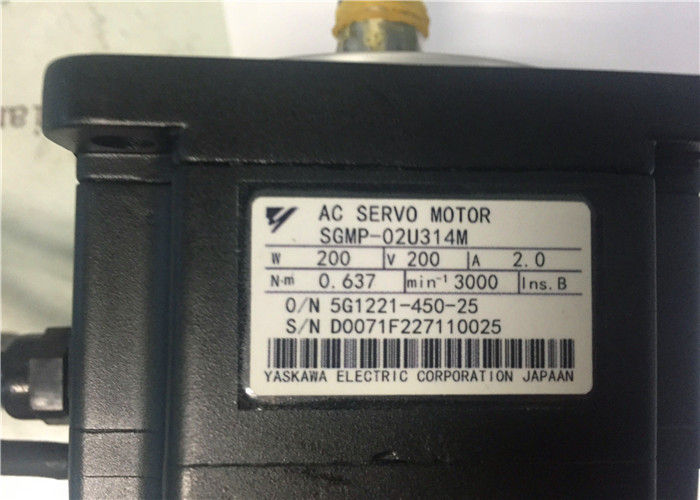 AC SERVO MOTOR
SGMP-02U314M
W 200 V 200 A 2.0
N·m 0.637 min⁻¹ 3000 Ins.B
O/N 5G1221-450-25
S/N D0071F227110025
YASKAWA ELECTRIC CORPORATION JAPAAN